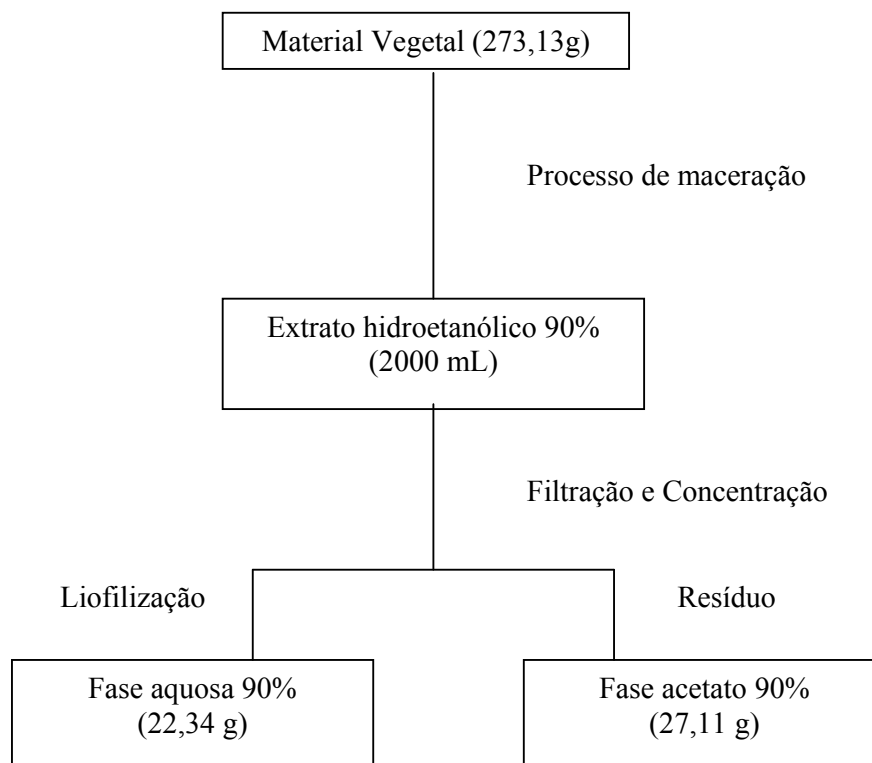 Material Vegetal (273,13g)
Processo de maceração
Extrato hidroetanólico 90%
(2000 mL)
Filtração e Concentração
Liofilização
Resíduo
Fase aquosa 90%
(22,34 g)
Fase acetato 90%
(27,11 g)